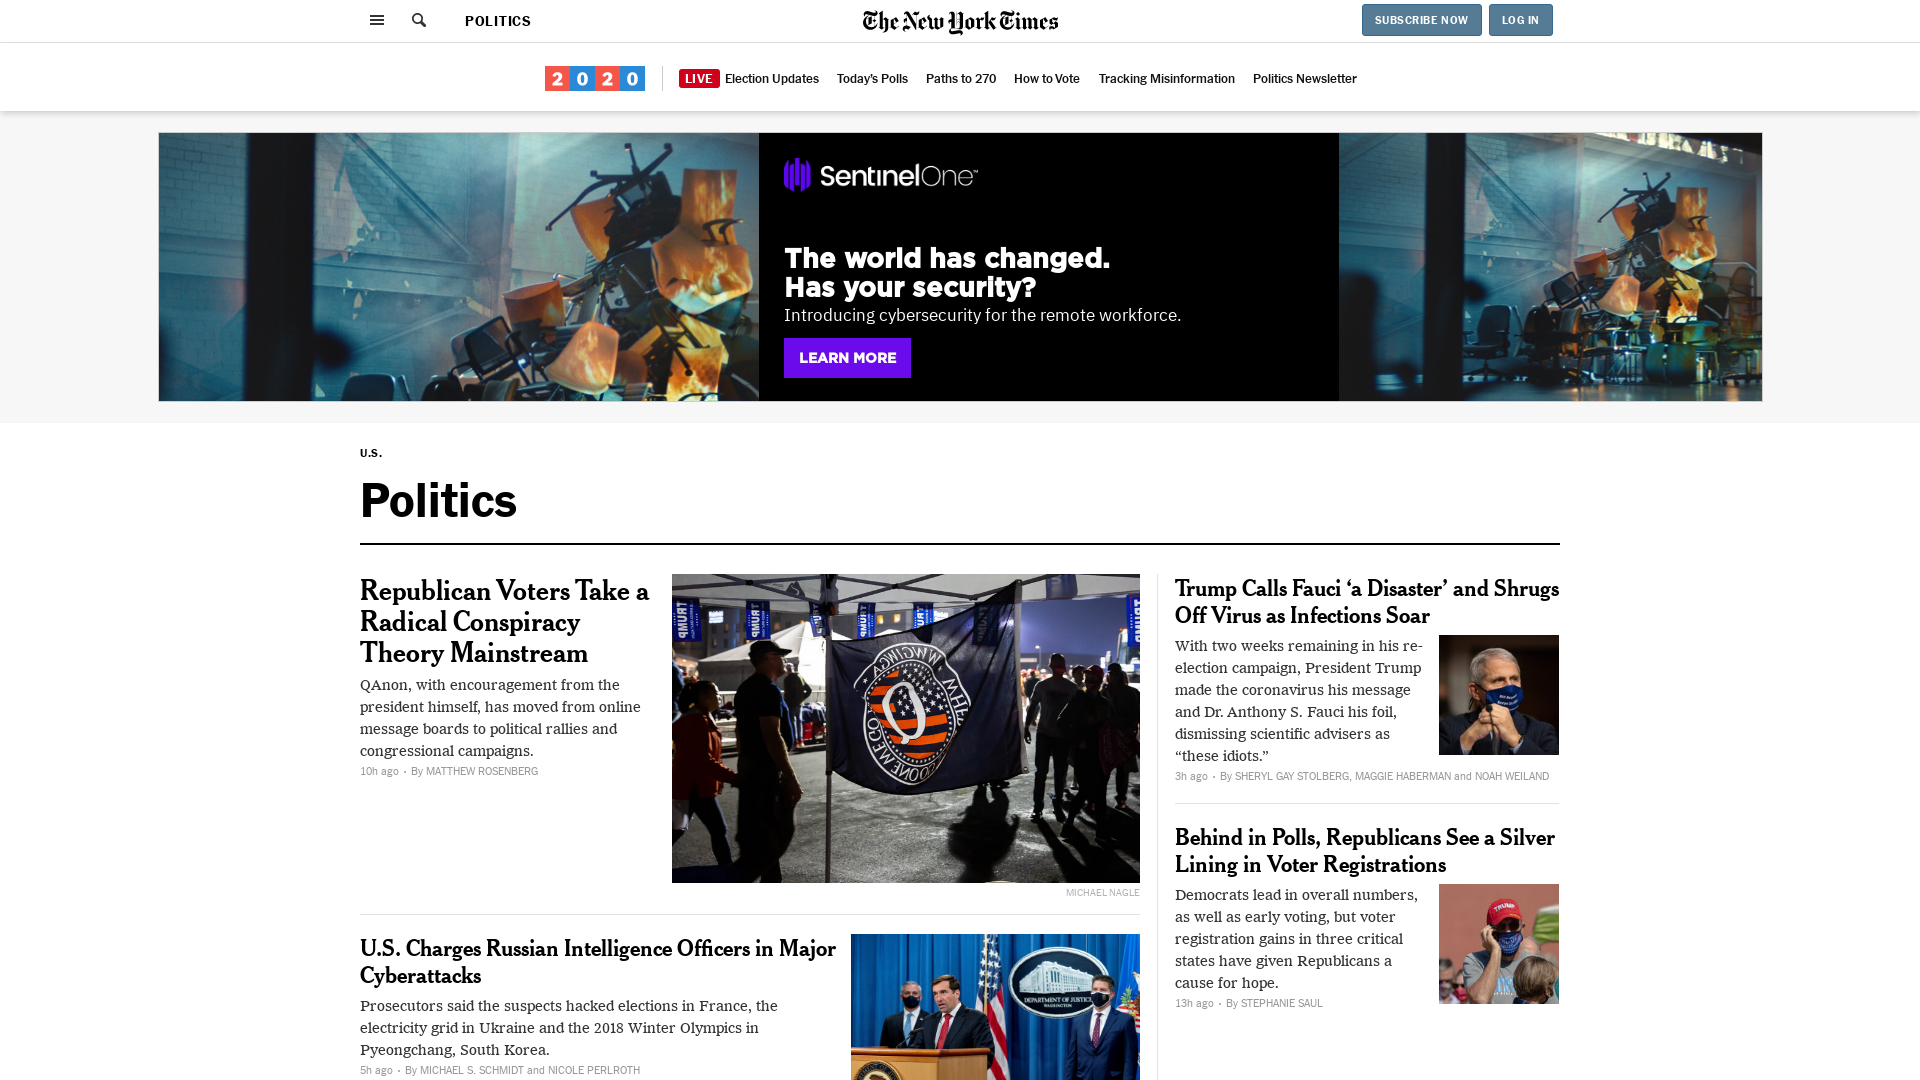 POLITICS
The New York Times
SUBSCRIBE NOW
LOG IN
2020
LIVE Election Updates
Today's Polls
Paths to 270
How to Vote
Tracking Misinformation
Politics Newsletter
SentinelOne™
The world has changed.
Has your security?
Introducing cybersecurity for the remote workforce.
LEARN MORE
U.S.
Politics
Republican Voters Take a
Radical Conspiracy
Theory Mainstream
QAnon, with encouragement from the
president himself, has moved from online
message boards to political rallies and
congressional campaigns.
10h ago • By MATTHEW ROSENBERG
TRUMP
TRUMP
TRUMP
Q
MICHAEL NAGLE
U.S. Charges Russian Intelligence Officers in Major
Cyberattacks
Prosecutors said the suspects hacked elections in France, the
electricity grid in Ukraine and the 2018 Winter Olympics in
Pyeongchang, South Korea.
5h ago • By MICHAEL S. SCHMIDT and NICOLE PERLROTH
DEPARTMENT OF JUSTICE
WASHINGTON
Trump Calls Fauci ‘a Disaster’ and Shrugs
Off Virus as Infections Soar
With two weeks remaining in his re-
election campaign, President Trump
made the coronavirus his message
and Dr. Anthony S. Fauci his foil,
dismissing scientific advisers as
“these idiots.”
3h ago • By SHERYL GAY STOLBERG, MAGGIE HABERMAN and NOAH WEILAND
Behind in Polls, Republicans See a Silver
Lining in Voter Registrations
Democrats lead in overall numbers,
as well as early voting, but voter
registration gains in three critical
states have given Republicans a
cause for hope.
13h ago • By STEPHANIE SAUL
TRUMP